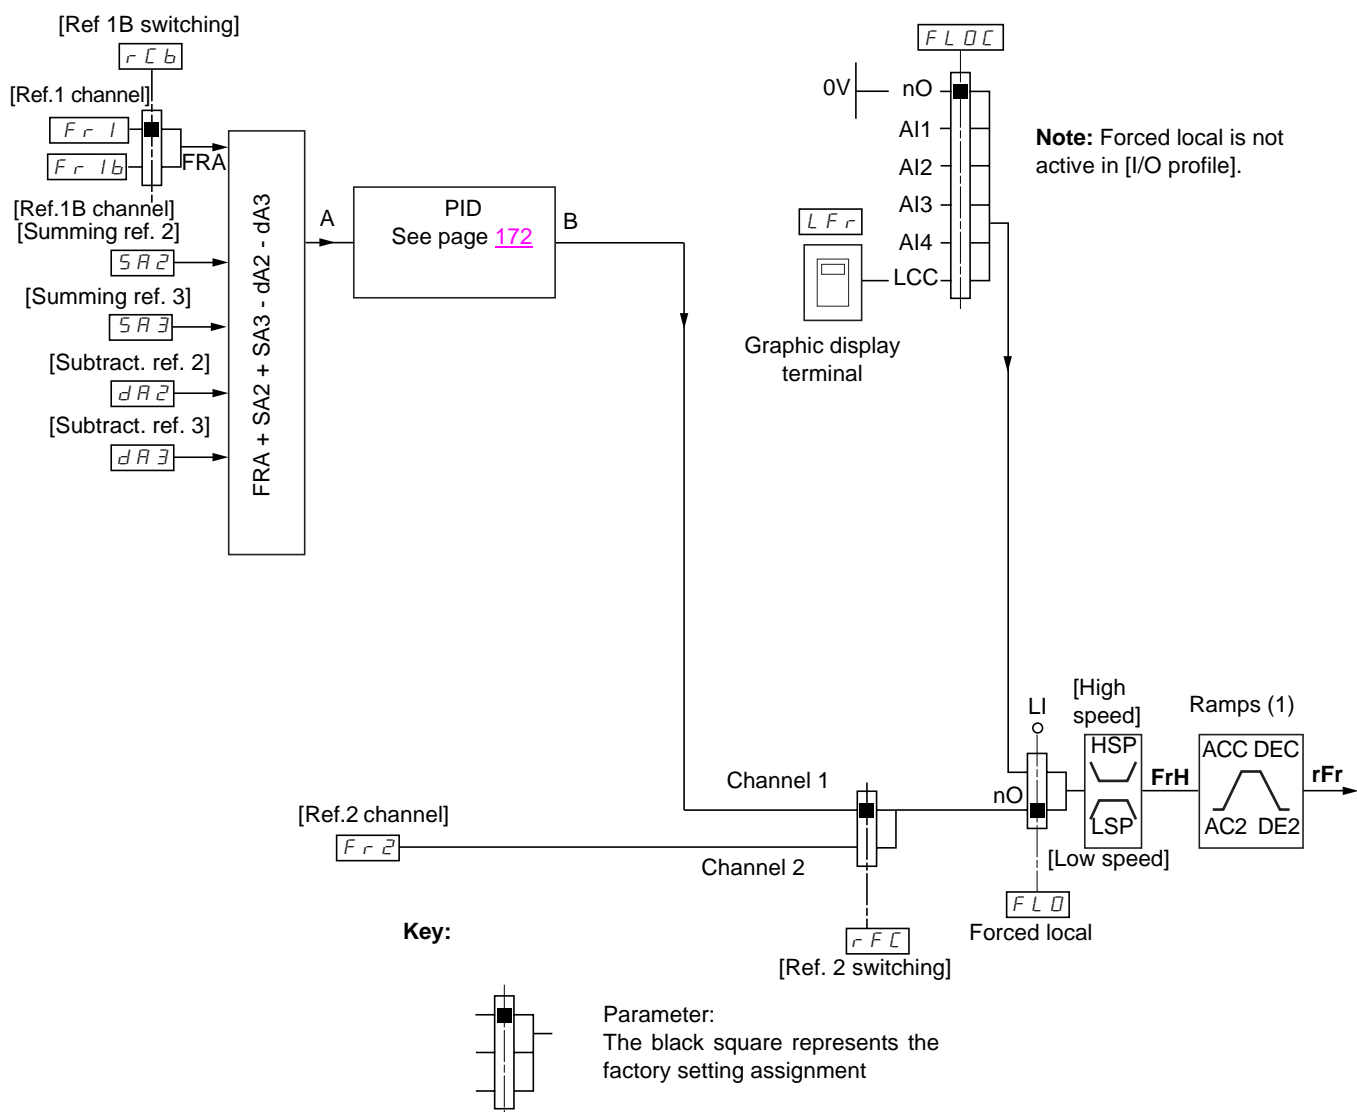 [Ref 1B switching]
rCb
[Ref.1 channel]
Fr1
Fr1b
FRA
[Ref.1B channel]
[Summing ref. 2]
SA2
[Summing ref. 3]
SA3
[Subtract. ref. 2]
dA2
[Subtract. ref. 3]
dA3
FRA + SA2 + SA3 - dA2 - dA3
A
PID
See page 172
B
FLOC
0V
nO
AI1
AI2
AI3
AI4
LCC
LFr
Graphic display
terminal
Note: Forced local is not
active in [I/O profile].
Channel 1
[Ref.2 channel]
Fr2
Channel 2
rFC
[Ref. 2 switching]
LI
nO
FLO
Forced local
[High
speed]
HSP
LSP
[Low speed]
FrH
Ramps (1)
ACC DEC
AC2 DE2
rFr
Key:
Parameter:
The black square represents the
factory setting assignment